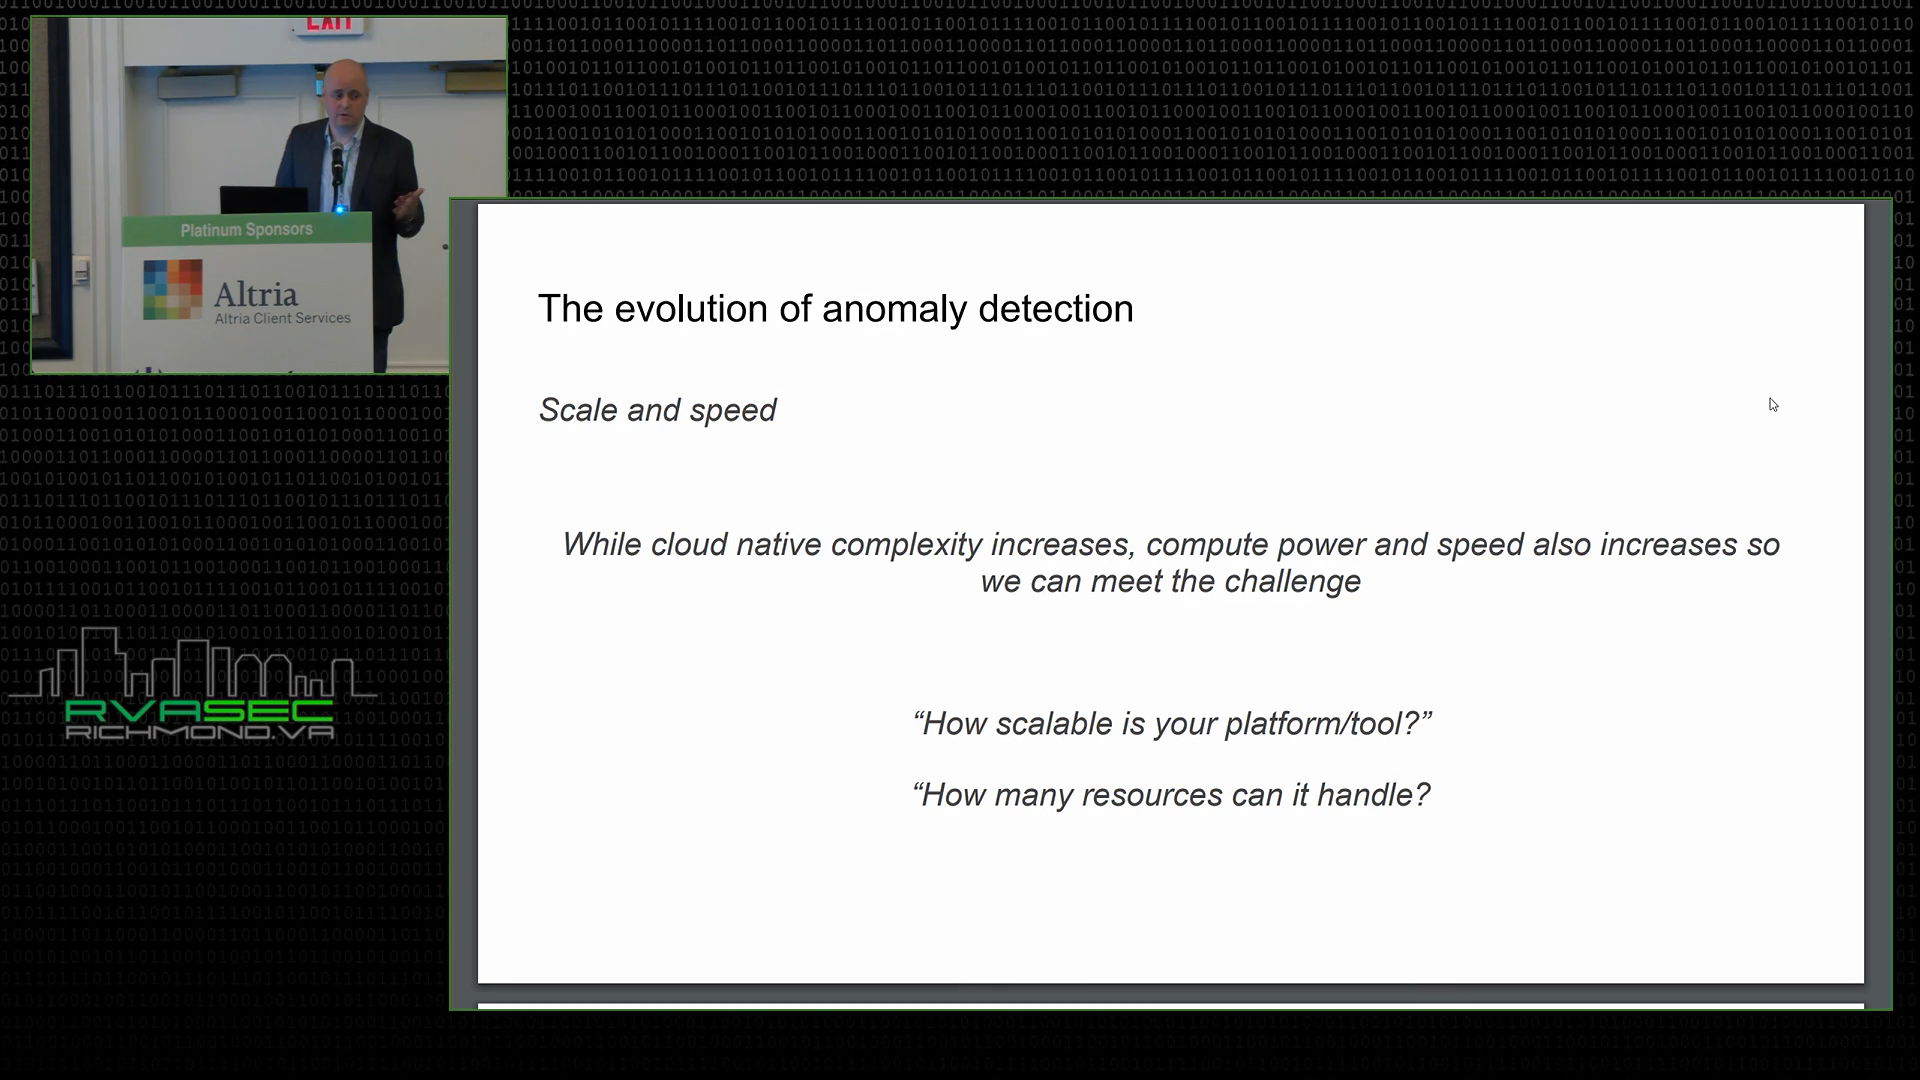 EXIT
Platinum Sponsors
Altria
Altria Client Services
The evolution of anomaly detection
Scale and speed
While cloud native complexity increases, compute power and speed also increases so
we can meet the challenge
“How scalable is your platform/tool?”
“How many resources can it handle?
RVASEC
RICHMOND.VA